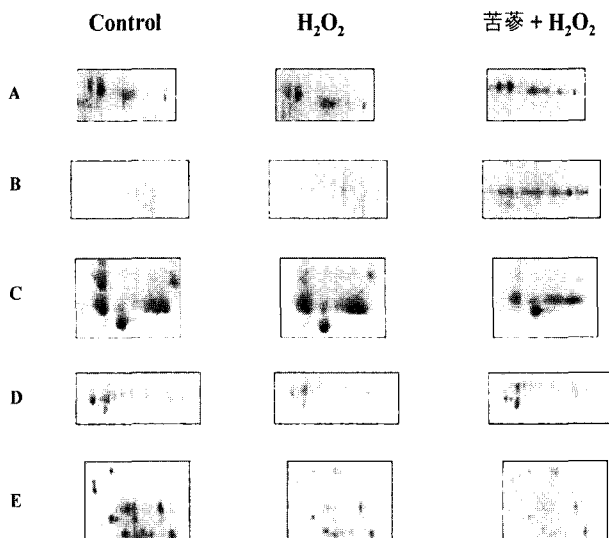 Control H₂O₂ 苦蔘 + H₂O₂
A
B
C
D
E